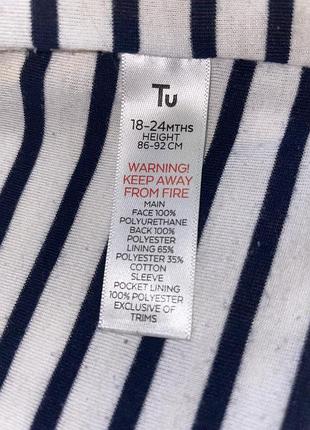 Tu
18-24MTHS
HEIGHT
86-92 CM
WARNING!
KEEP AWAY
FROM FIRE
MAIN
FACE 100%
POLYURETHANE
BACK 100%
POLYESTER
LINING 65%
POLYESTER 35%
COTTON
SLEEVE
POCKET LINING
100% POLYESTER
EXCLUSIVE OF
TRIMS